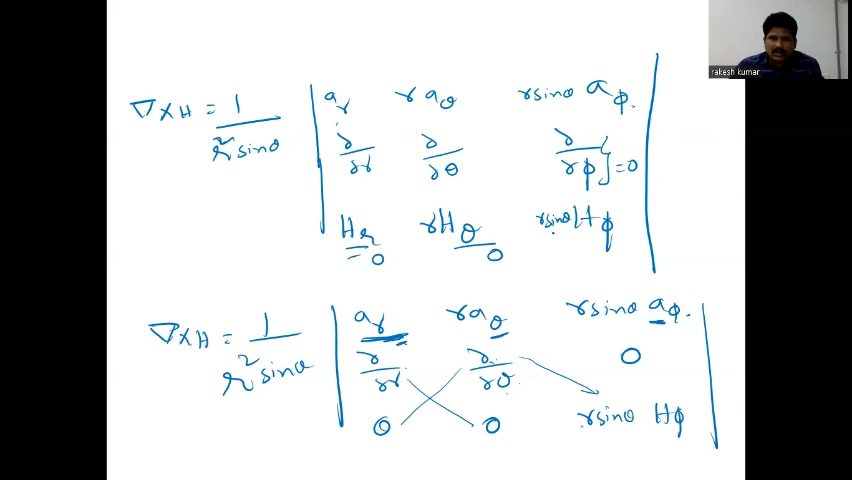 rakesh kumar
∇×H = 1/(r² sinθ) | a_r  r a_θ  r sinθ a_ϕ. |
| ∂/∂r  ∂/∂θ  ∂/∂ϕ } = 0 |
| H_r = 0  r H_θ 0  r sinθ H_ϕ |
∇×H = 1/(r² sinθ) | a_r  r a_θ  r sinθ a_ϕ. |
| ∂/∂r  ∂/∂θ  0 |
| 0  0  r sinθ H_ϕ |